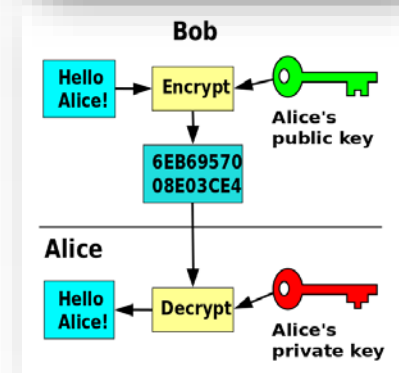 Bob
Hello
Alice!
Encrypt
Alice's
public key
6EB69570
08E03CE4
Alice
Hello
Alice!
Decrypt
Alice's
private key